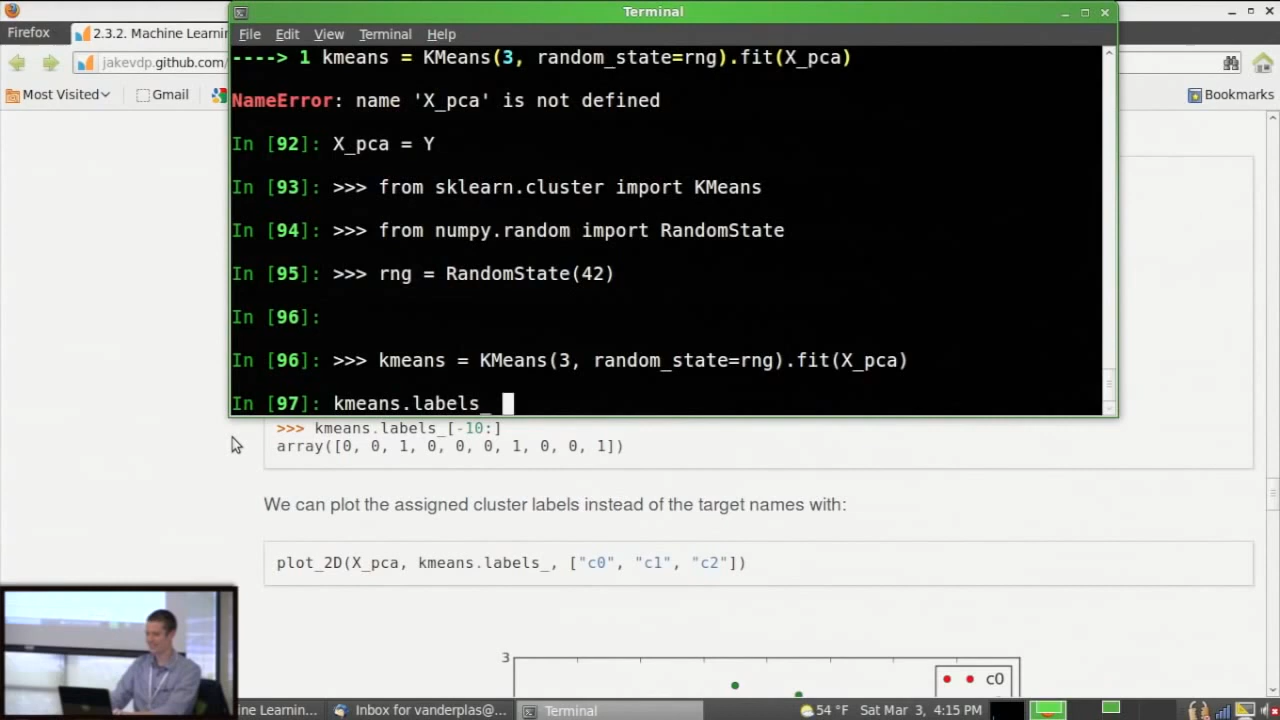 Terminal
Firefox
2.3.2. Machine Learni
File Edit View Terminal Help
jakevdp.github.com/
Most Visited
Gmail
Bookmarks
----> 1 kmeans = KMeans(3, random_state=rng).fit(X_pca)
NameError: name 'X_pca' is not defined
In [92]: X_pca = Y
In [93]: >>> from sklearn.cluster import KMeans
In [94]: >>> from numpy.random import RandomState
In [95]: >>> rng = RandomState(42)
In [96]:
In [96]: >>> kmeans = KMeans(3, random_state=rng).fit(X_pca)
In [97]: kmeans.labels_
>>> kmeans.labels_[-10:]
array([0, 0, 1, 0, 0, 0, 1, 0, 0, 1])
We can plot the assigned cluster labels instead of the target names with:
plot_2D(X_pca, kmeans.labels_, ["c0", "c1", "c2"])
3
c0
ine Learnin...
Inbox for vanderplas@...
Terminal
54 °F
Sat Mar 3, 4:15 PM